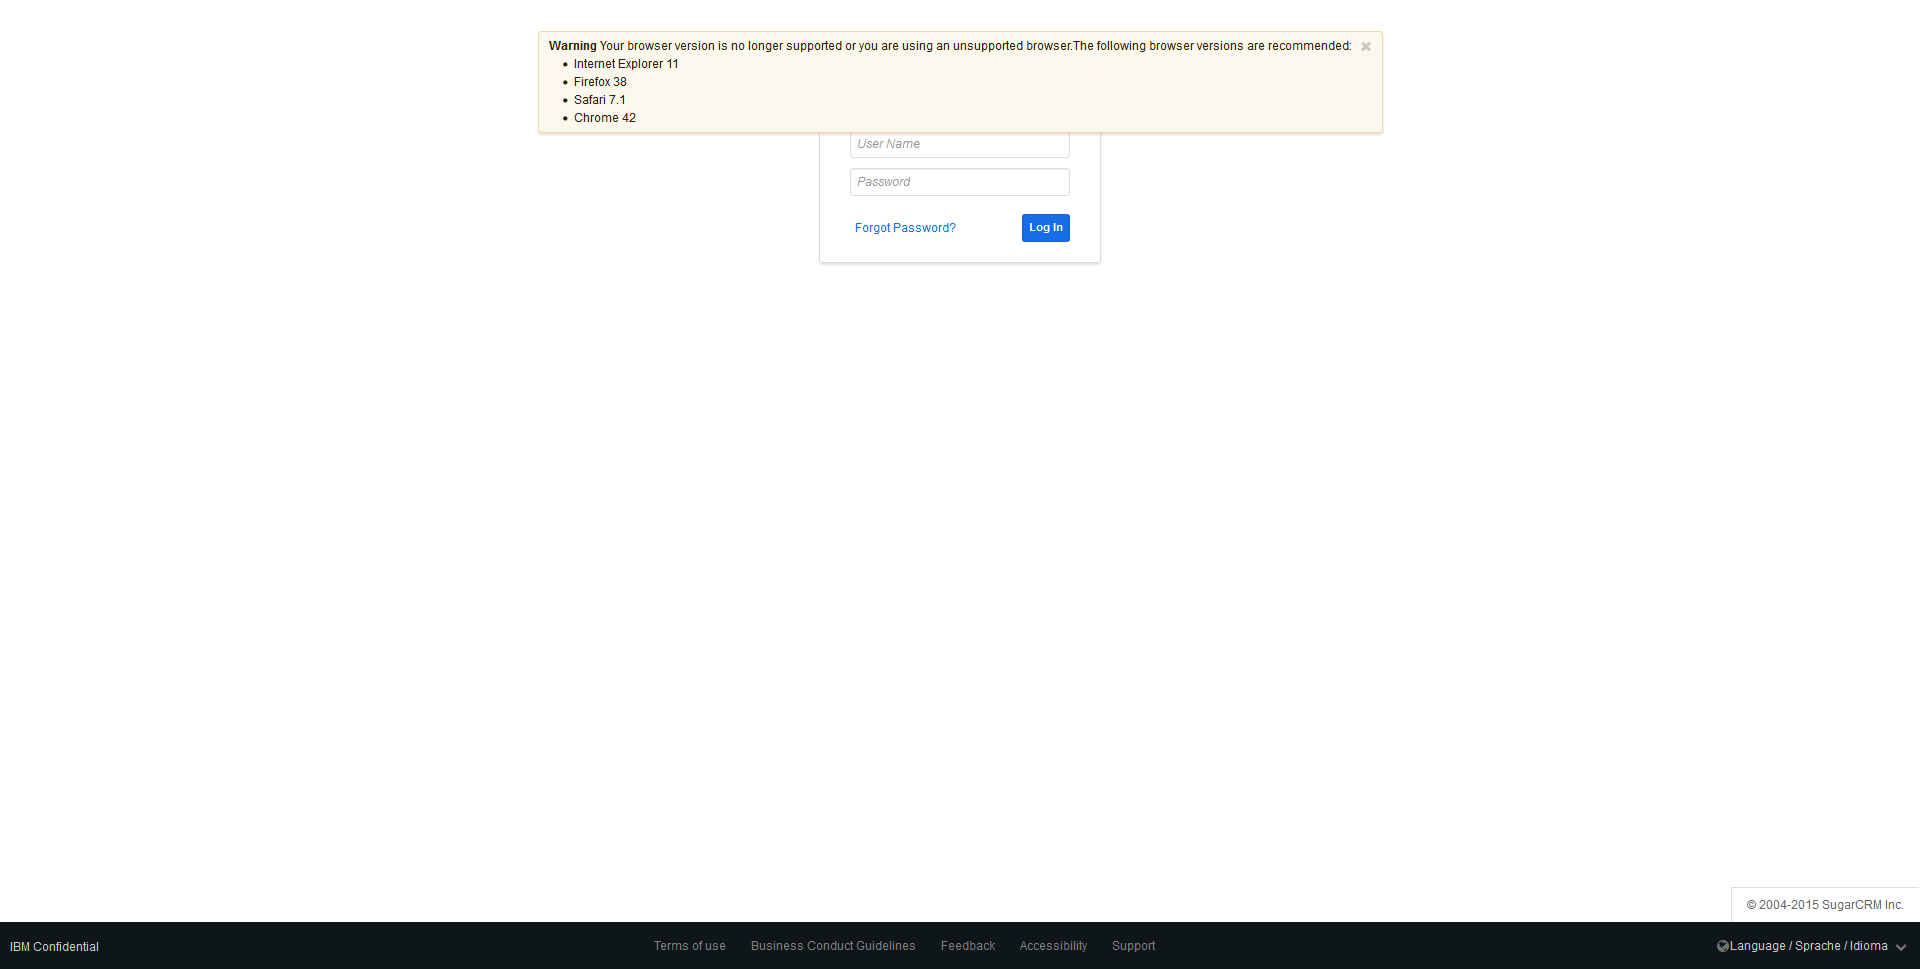 Warning Your browser version is no longer supported or you are using an unsupported browser.The following browser versions are recommended:
Internet Explorer 11
Firefox 38
Safari 7.1
Chrome 42
User Name
Password
Forgot Password?
Log In
© 2004-2015 SugarCRM Inc.
IBM Confidential
Terms of use
Business Conduct Guidelines
Feedback
Accessibility
Support
Language / Sprache / Idioma